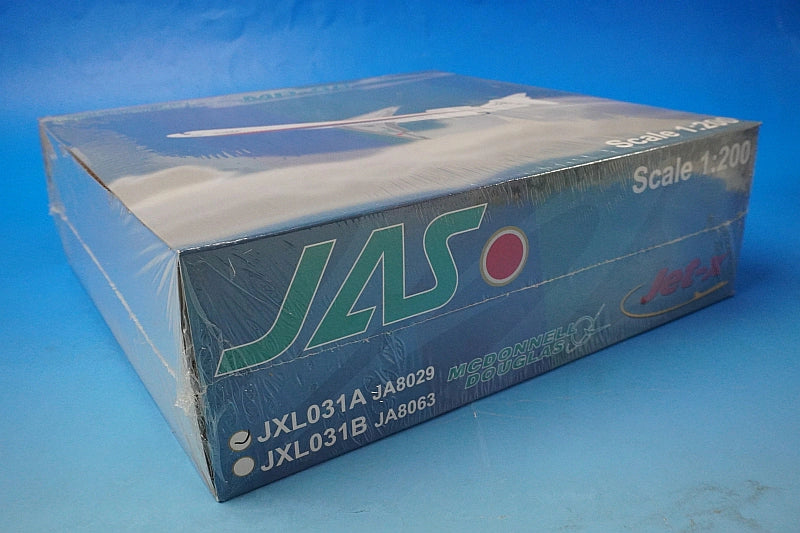 Scale 1:200
Scale 1:200
JAS
Jet-x
MCDONNELL
DOUGLAS
JXL031A JA8029
JXL031B JA8063